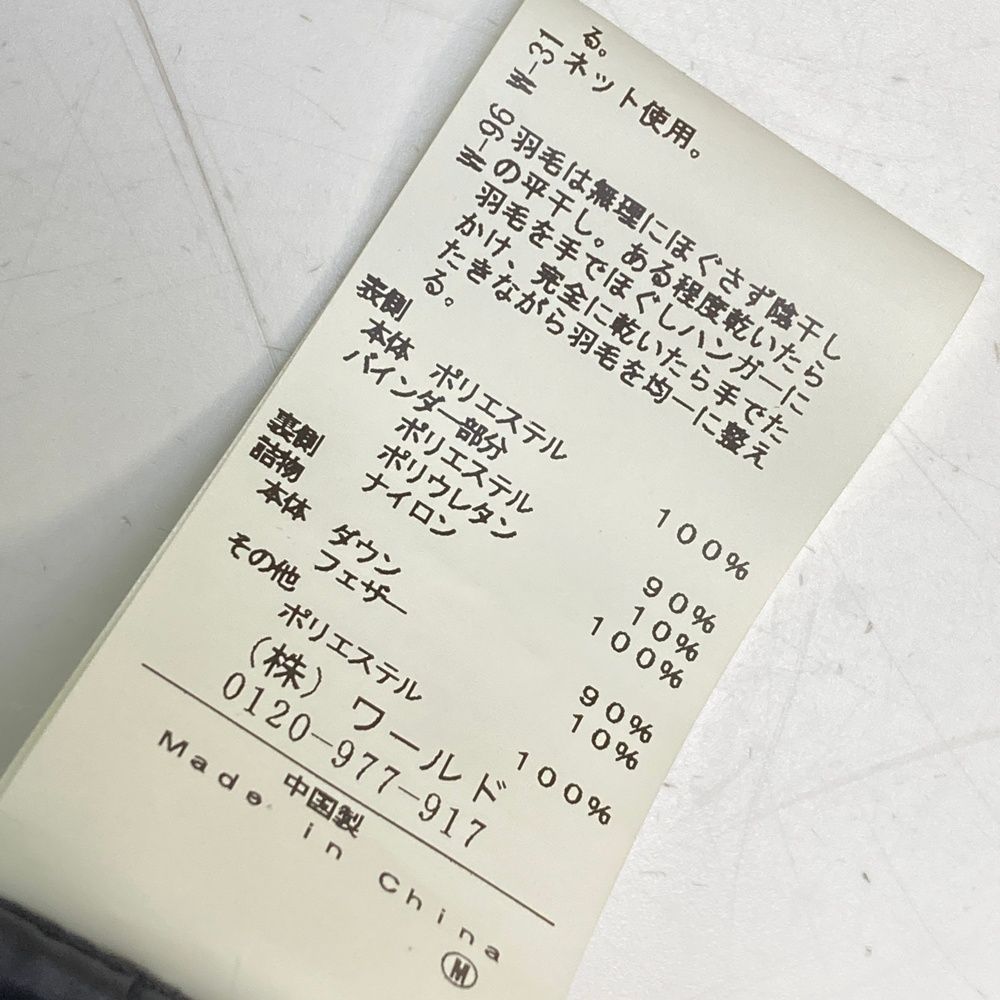 る。
W-31 ネット使用。
W-96 羽毛は無理にほぐさず陰干し
の平干し。ある程度乾いたら
羽毛を手でほぐしハンガーに
かけ、完全に乾いたら手でた
たきながら羽毛を均一に整え
る。
表側
本体 ポリエステル 100%
バインダー部分
ポリエステル 90%
ポリウレタン 10%
裏側 ナイロン 100%
詰物
本体 ダウン 90%
フェザー 10%
その他
ポリエステル 100%
(株) ワールド
0120-977-917
中国製
Made in China
M